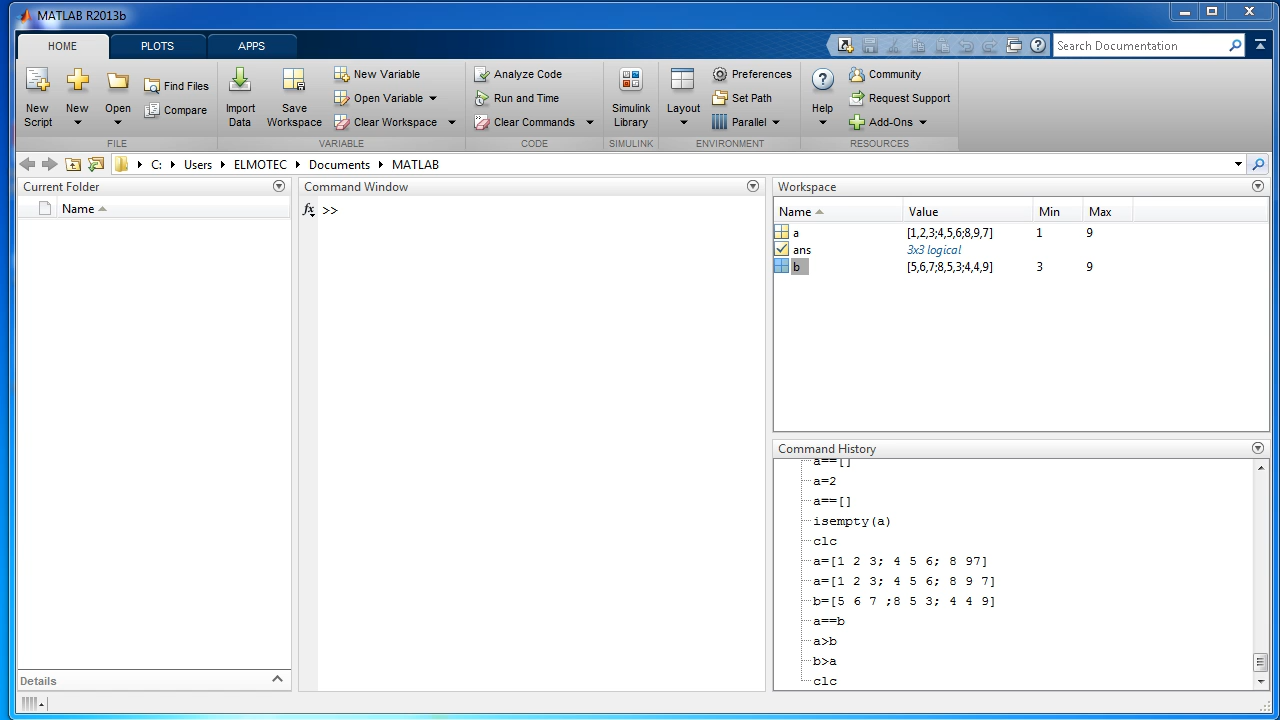 MATLAB R2013b
HOME PLOTS APPS
Search Documentation
New Script
New
Open
Find Files
Compare
FILE
Import Data
Save Workspace
New Variable
Open Variable
Clear Workspace
VARIABLE
Analyze Code
Run and Time
Clear Commands
CODE
Simulink Library
SIMULINK
Layout
Preferences
Set Path
Parallel
ENVIRONMENT
Help
Community
Request Support
Add-Ons
RESOURCES
C: Users ELMOTEC Documents MATLAB
Current Folder
Name
Details
Command Window
fx >>
Workspace
Name Value Min Max
a [1,2,3;4,5,6;8,9,7] 1 9
ans 3x3 logical
b [5,6,7;8,5,3;4,4,9] 3 9
Command History
a==[]
a=2
a==[]
isempty(a)
clc
a=[1 2 3; 4 5 6; 8 97]
a=[1 2 3; 4 5 6; 8 9 7]
b=[5 6 7 ;8 5 3; 4 4 9]
a==b
a>b
b>a
clc